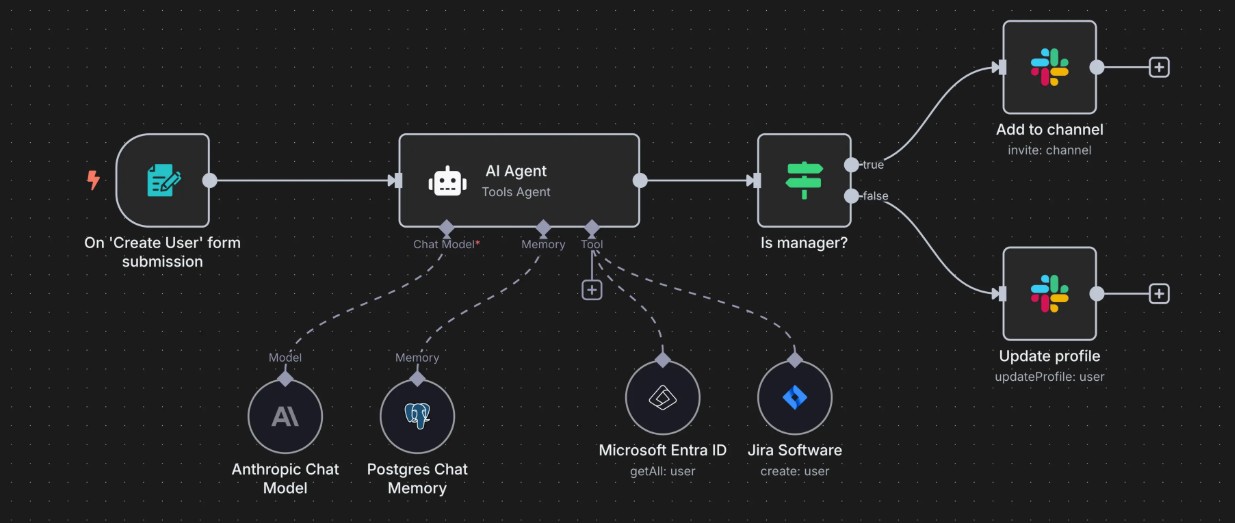 Add to channel
invite: channel
AI Agent
Tools Agent
true
false
On 'Create User' form
submission
Chat Model*
Memory
Tool
Is manager?
Model
Memory
Update profile
updateProfile: user
Anthropic Chat
Model
Postgres Chat
Memory
Microsoft Entra ID
getAll: user
Jira Software
create: user